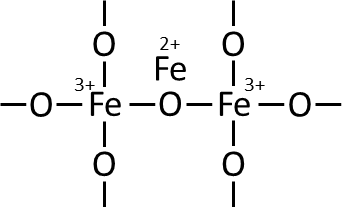 O 2+ O
3+ Fe 3+
O Fe O Fe O
O O